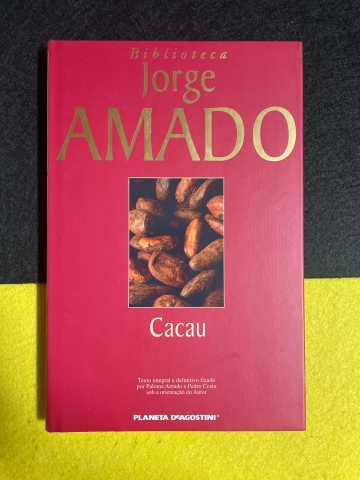 Biblioteca
Jorge
AMADO
Cacau
Texto integral e definitivo fixado
por Paloma Amado e Pedro Costa
sob a orientação do Autor
PLANETA DeAGOSTINI®